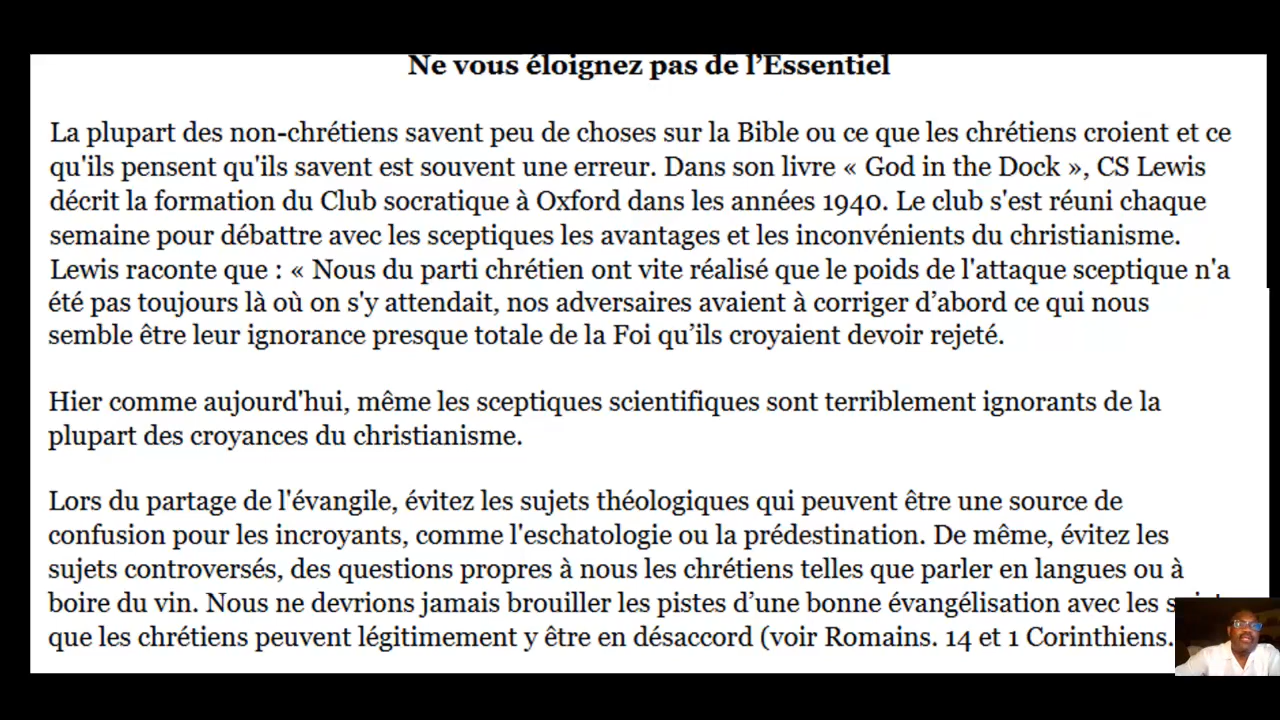 Ne vous éloignez pas de l’Essentiel
La plupart des non-chrétiens savent peu de choses sur la Bible ou ce que les chrétiens croient et ce
qu'ils pensent qu'ils savent est souvent une erreur. Dans son livre « God in the Dock », CS Lewis
décrit la formation du Club socratique à Oxford dans les années 1940. Le club s'est réuni chaque
semaine pour débattre avec les sceptiques les avantages et les inconvénients du christianisme.
Lewis raconte que : « Nous du parti chrétien ont vite réalisé que le poids de l'attaque sceptique n'a
été pas toujours là où on s'y attendait, nos adversaires avaient à corriger d’abord ce qui nous
semble être leur ignorance presque totale de la Foi qu’ils croyaient devoir rejeté.
Hier comme aujourd'hui, même les sceptiques scientifiques sont terriblement ignorants de la
plupart des croyances du christianisme.
Lors du partage de l'évangile, évitez les sujets théologiques qui peuvent être une source de
confusion pour les incroyants, comme l'eschatologie ou la prédestination. De même, évitez les
sujets controversés, des questions propres à nous les chrétiens telles que parler en langues ou à
boire du vin. Nous ne devrions jamais brouiller les pistes d’une bonne évangélisation avec les
que les chrétiens peuvent légitimement y être en désaccord (voir Romains. 14 et 1 Corinthiens.